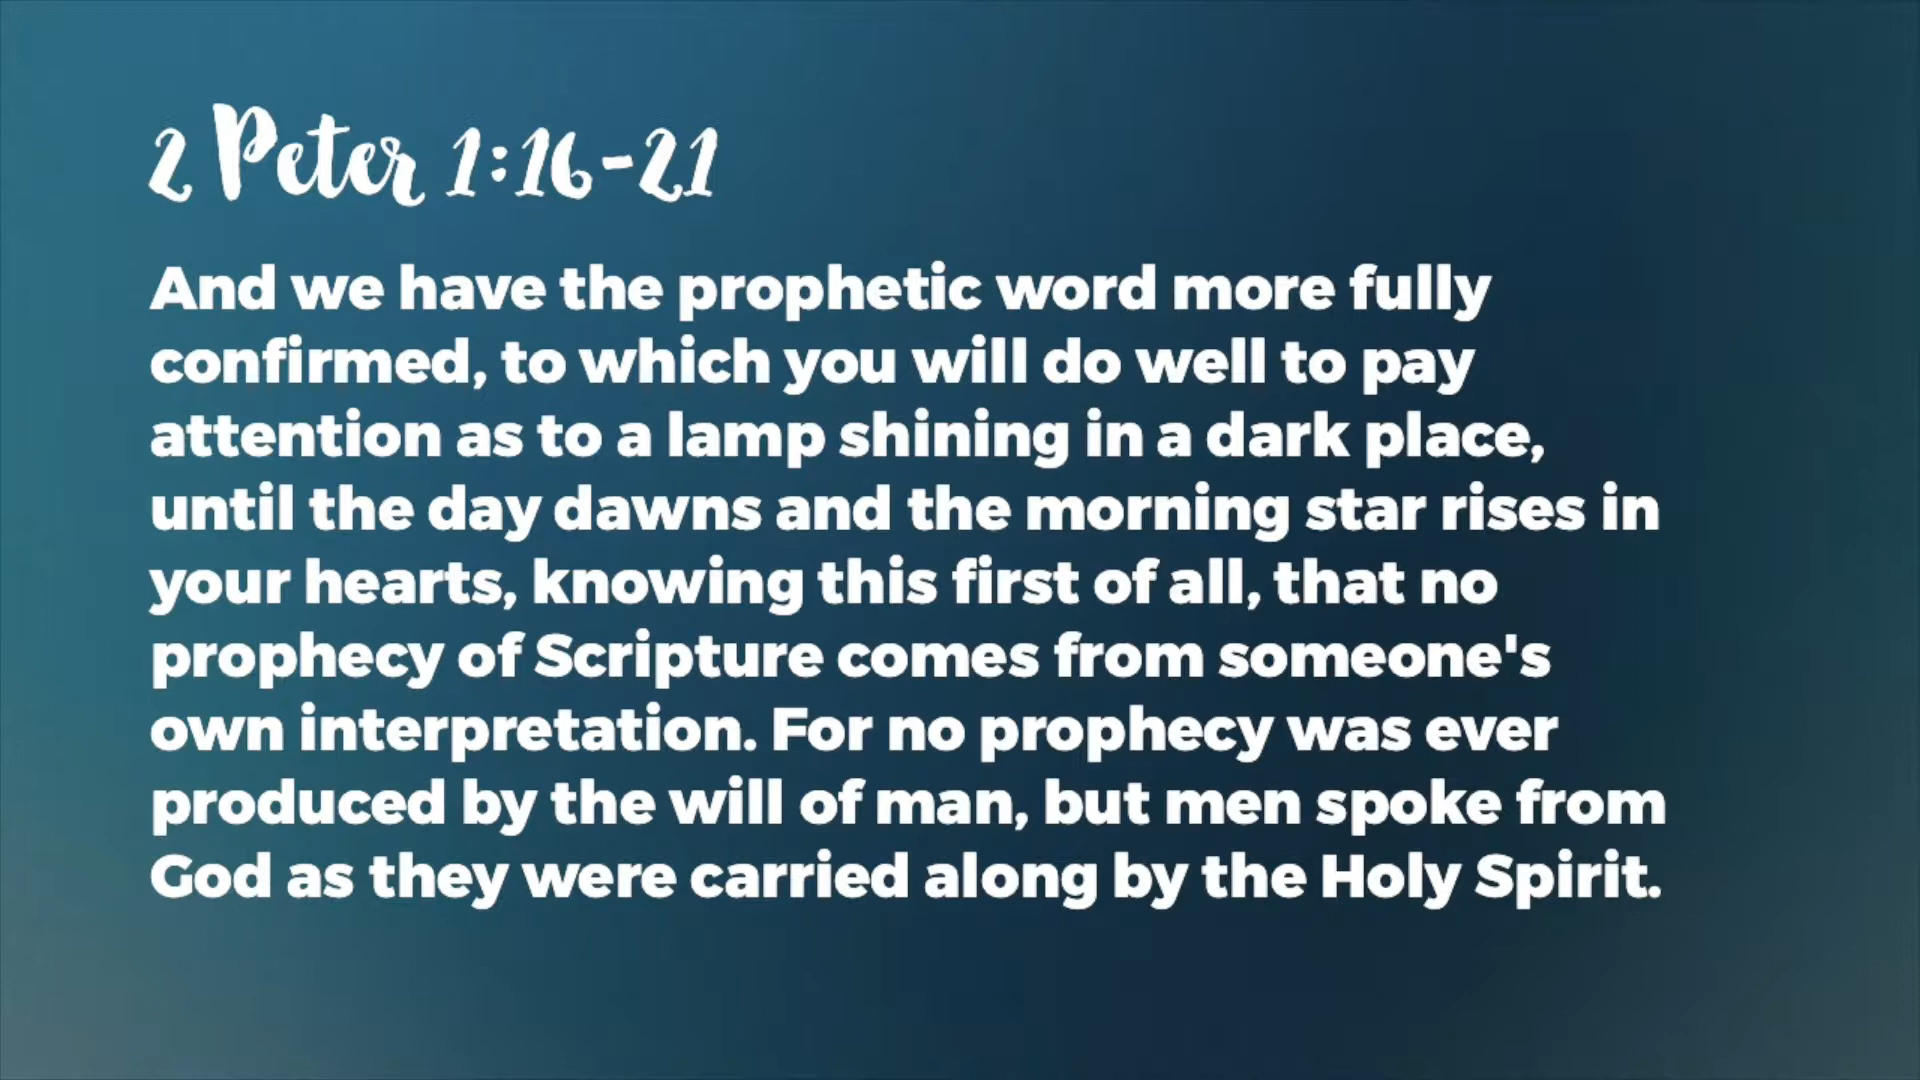 2 Peter 1:16-21
And we have the prophetic word more fully
confirmed, to which you will do well to pay
attention as to a lamp shining in a dark place,
until the day dawns and the morning star rises in
your hearts, knowing this first of all, that no
prophecy of Scripture comes from someone's
own interpretation. For no prophecy was ever
produced by the will of man, but men spoke from
God as they were carried along by the Holy Spirit.